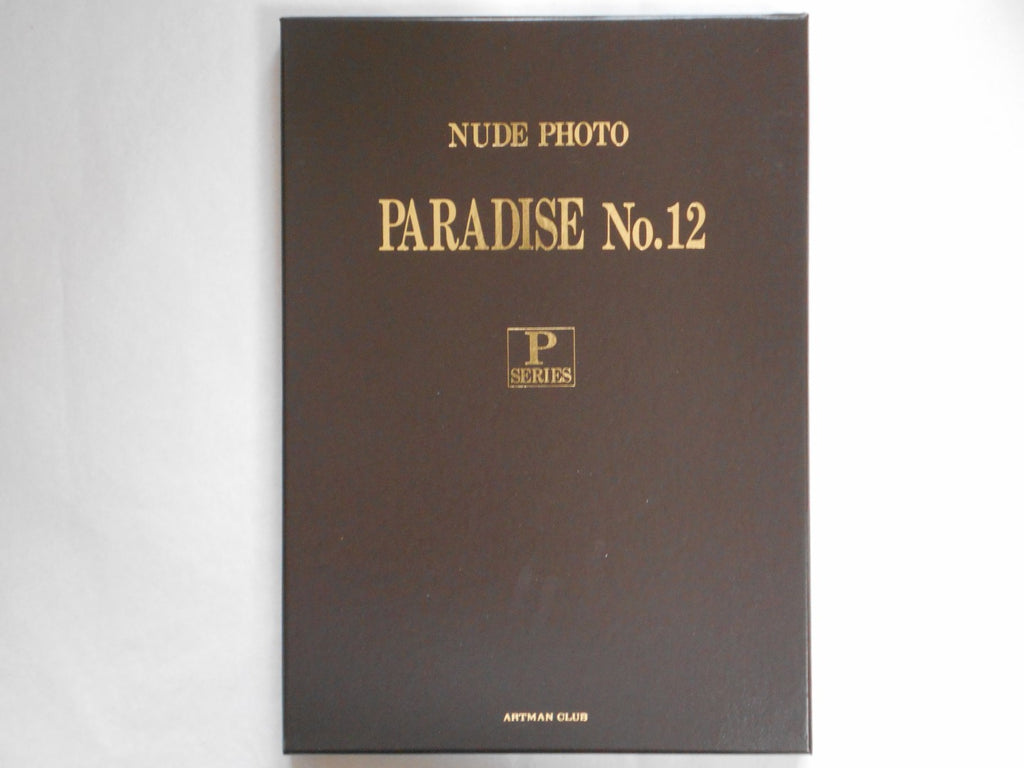 NUDE PHOTO
PARADISE No.12
P
SERIES
ARTMAN CLUB